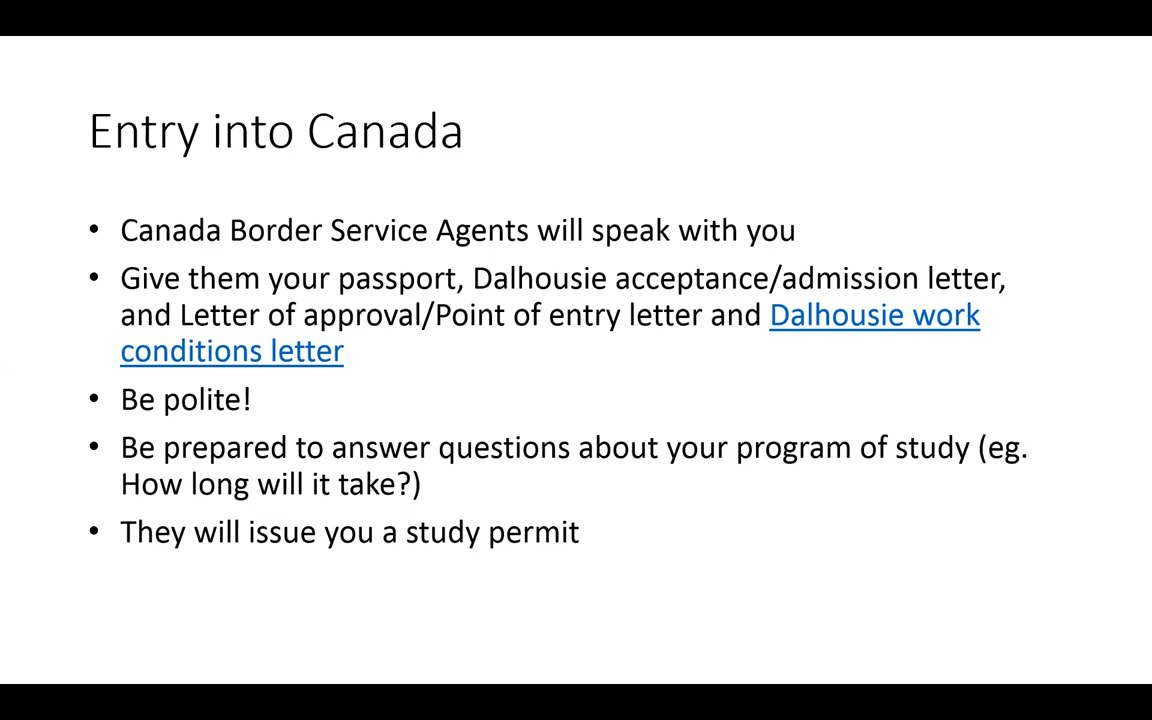 Entry into Canada
• Canada Border Service Agents will speak with you
• Give them your passport, Dalhousie acceptance/admission letter,
and Letter of approval/Point of entry letter and Dalhousie work
conditions letter
• Be polite!
• Be prepared to answer questions about your program of study (eg.
How long will it take?)
• They will issue you a study permit